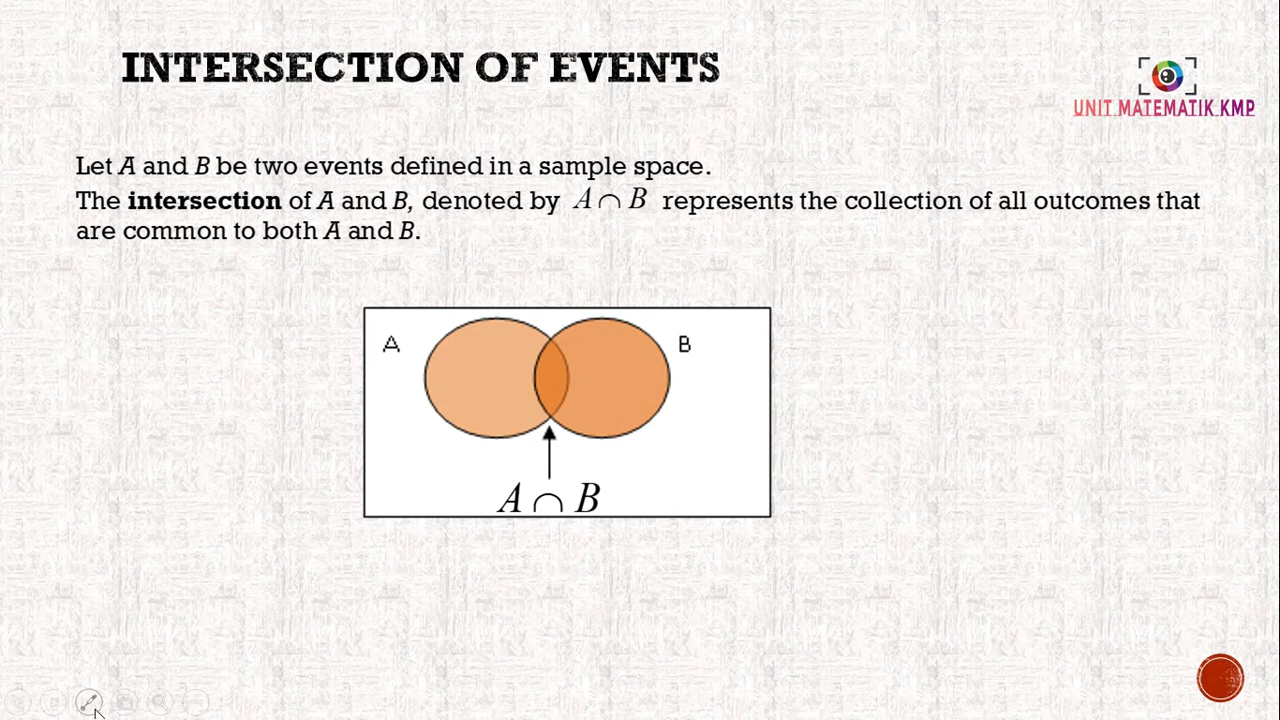 INTERSECTION OF EVENTS
UNIT MATEMATIK KMP
Let A and B be two events defined in a sample space.
The intersection of A and B, denoted by A ∩ B represents the collection of all outcomes that
are common to both A and B.
A
B
A ∩ B